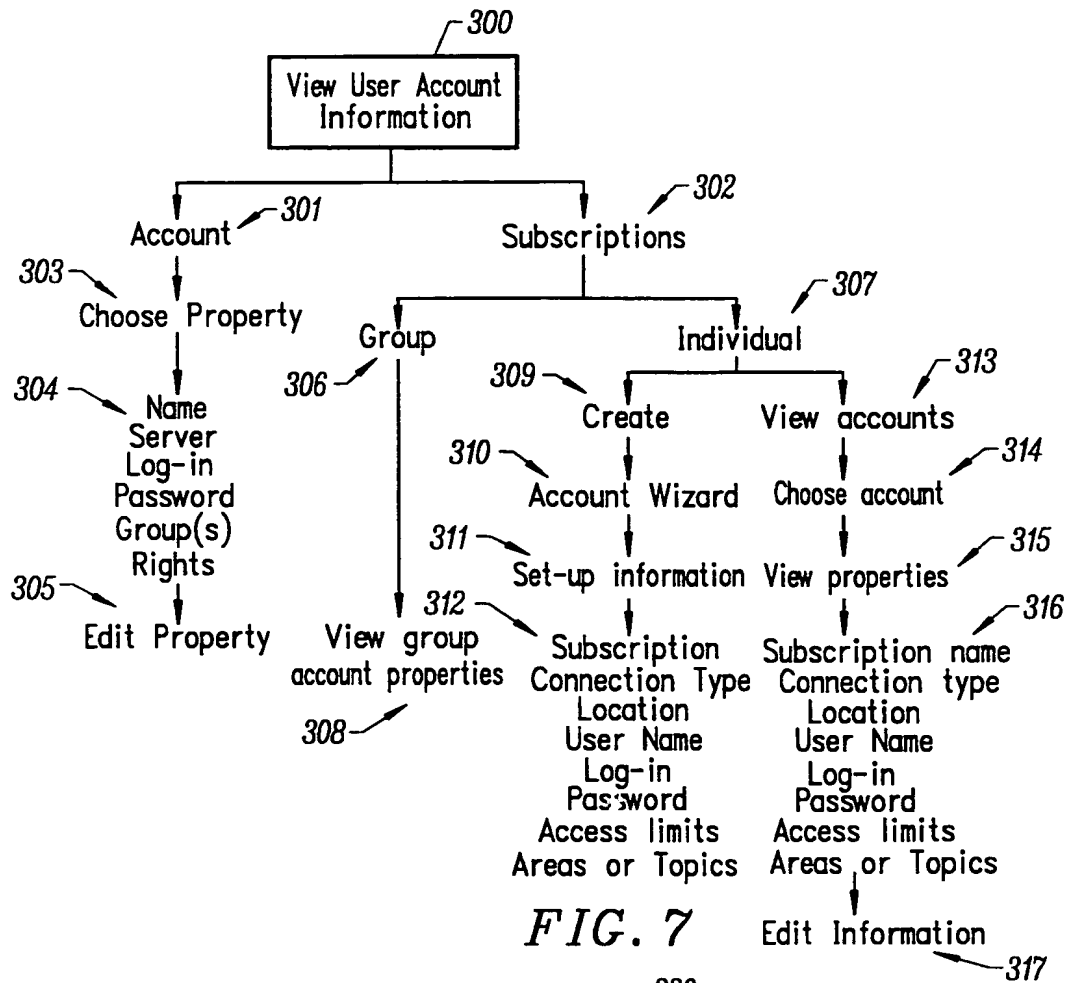 300
View User Account
Information
302
301
Account
Subscriptions
303
Choose Property
307
Group
306
Individual
304
Name
Server
Log-in
Password
Group(s)
Rights
309
Create
313
View accounts
310
Account Wizard
314
Choose account
311
Set-up information
315
View properties
305
Edit Property
View group
account properties
308
312
Subscription
Connection Type
Location
User Name
Log-in
Password
Access limits
Areas or Topics
316
Subscription name
Connection type
Location
User Name
Log-in
Password
Access limits
Areas or Topics
FIG. 7
Edit Information
317